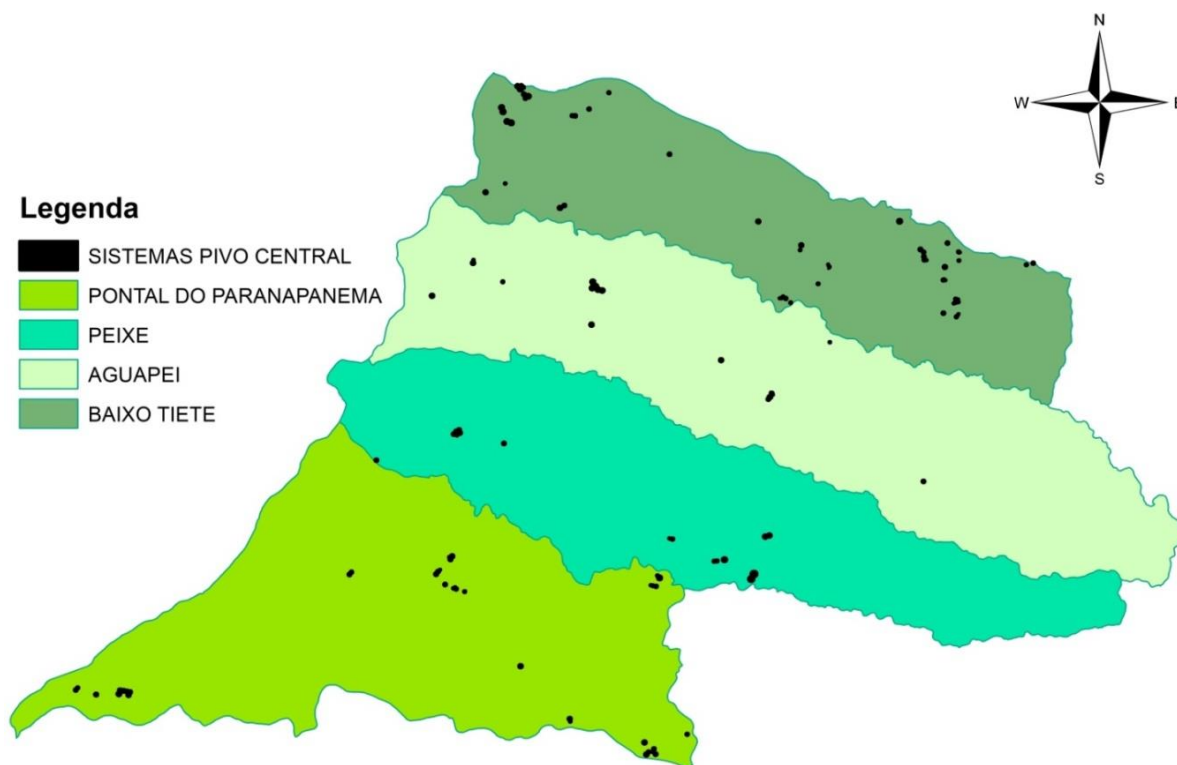 N
W
E
S
Legenda
SISTEMAS PIVO CENTRAL
PONTAL DO PARANAPANEMA
PEIXE
AGUAPEI
BAIXO TIETE